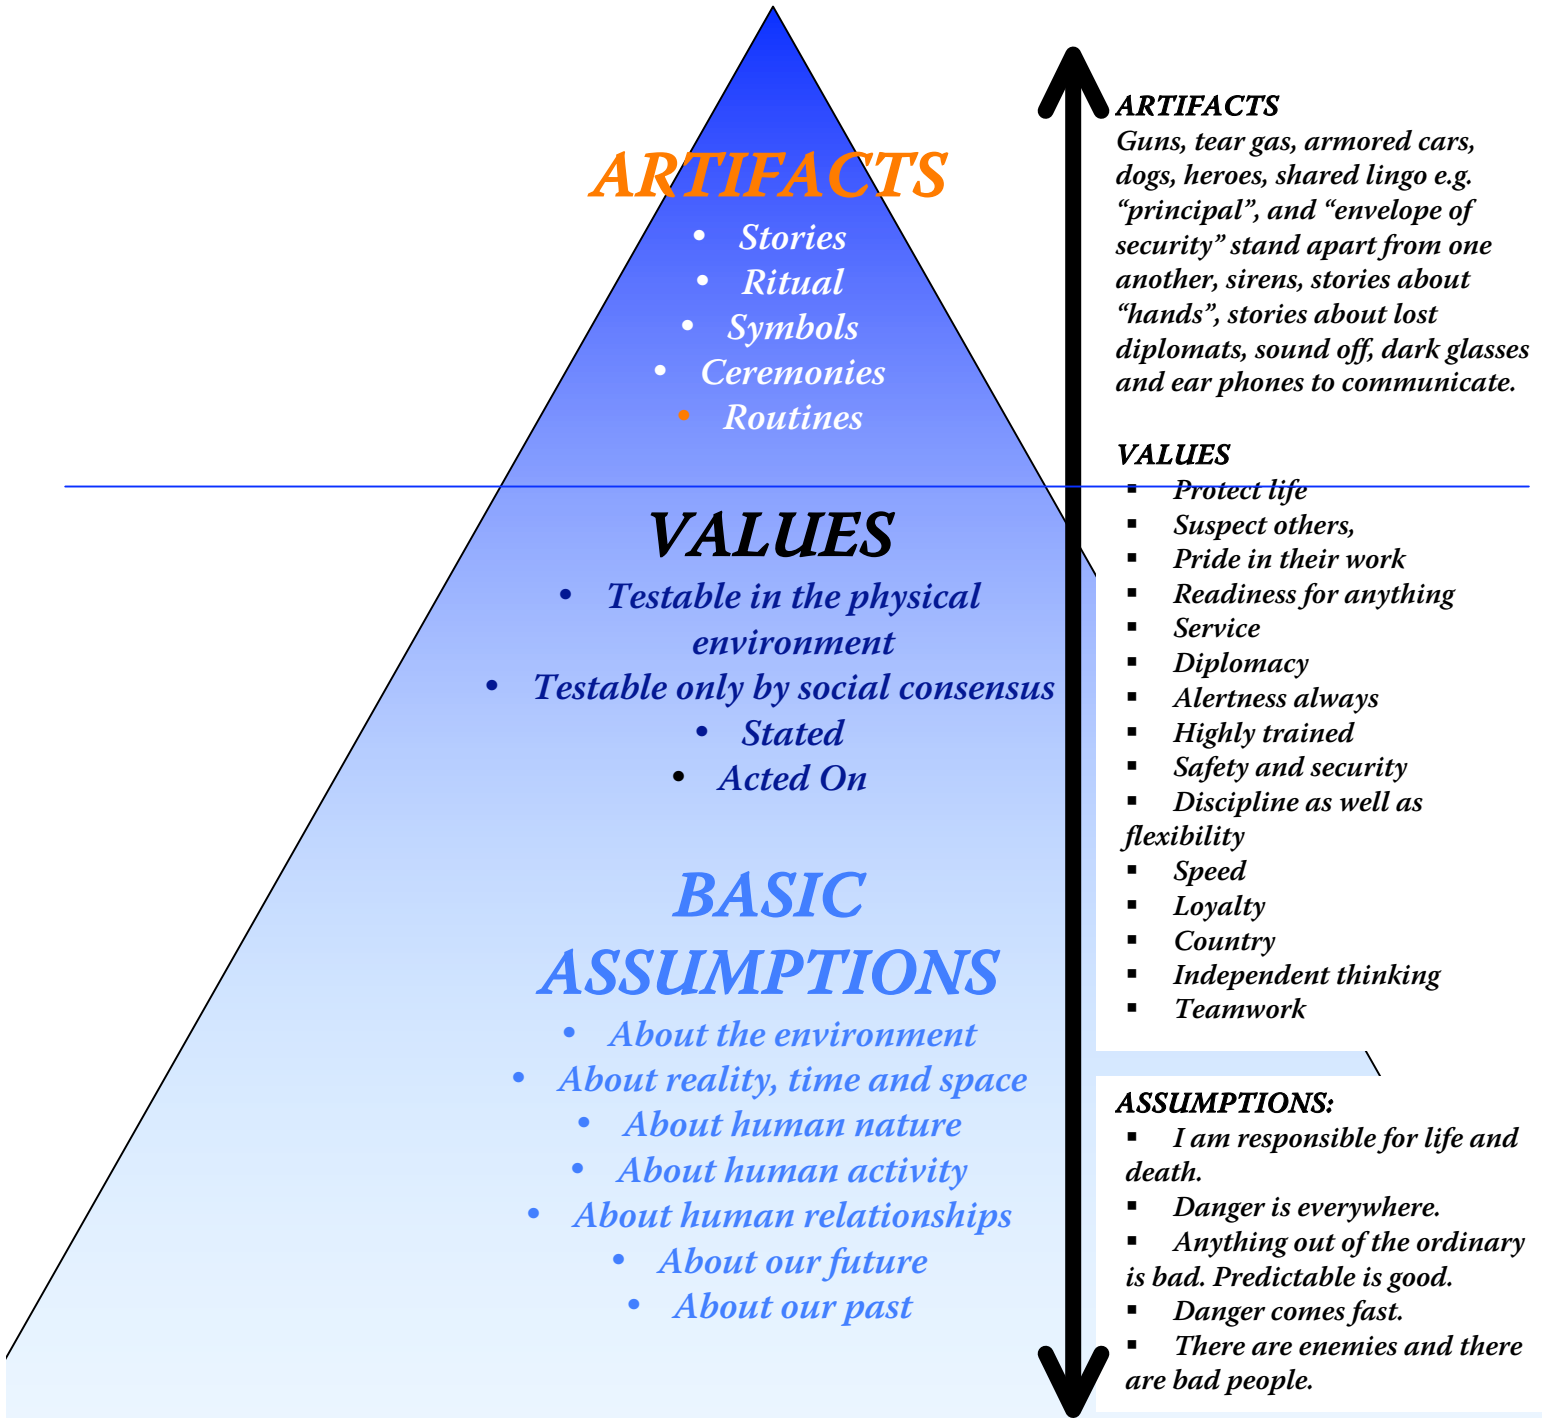 ARTIFACTS
• Stories
• Ritual
• Symbols
• Ceremonies
• Routines
VALUES
• Testable in the physical
environment
• Testable only by social consensus
• Stated
• Acted On
BASIC
ASSUMPTIONS
• About the environment
• About reality, time and space
• About human nature
• About human activity
• About human relationships
• About our future
• About our past
ARTIFACTS
Guns, tear gas, armored cars,
dogs, heroes, shared lingo e.g.
“principal”, and “envelope of
security” stand apart from one
another, sirens, stories about
“hands”, stories about lost
diplomats, sound off, dark glasses
and ear phones to communicate.
VALUES
▪ Protect life
▪ Suspect others,
▪ Pride in their work
▪ Readiness for anything
▪ Service
▪ Diplomacy
▪ Alertness always
▪ Highly trained
▪ Safety and security
▪ Discipline as well as
flexibility
▪ Speed
▪ Loyalty
▪ Country
▪ Independent thinking
▪ Teamwork
ASSUMPTIONS:
▪ I am responsible for life and
death.
▪ Danger is everywhere.
▪ Anything out of the ordinary
is bad. Predictable is good.
▪ Danger comes fast.
▪ There are enemies and there
are bad people.